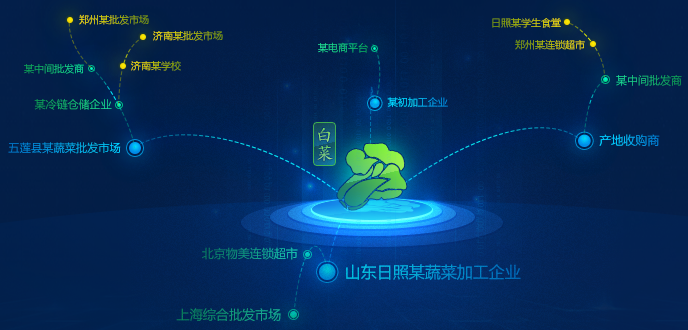 郑州某批发市场
济南某批发市场
某中间批发商
济南某学校
某冷链仓储企业
五莲县某蔬菜批发市场
某电商平台
某初加工企业
白菜
日照某学生食堂
郑州某连锁超市
某中间批发商
产地收购商
北京物美连锁超市
山东日照某蔬菜加工企业
上海综合批发市场